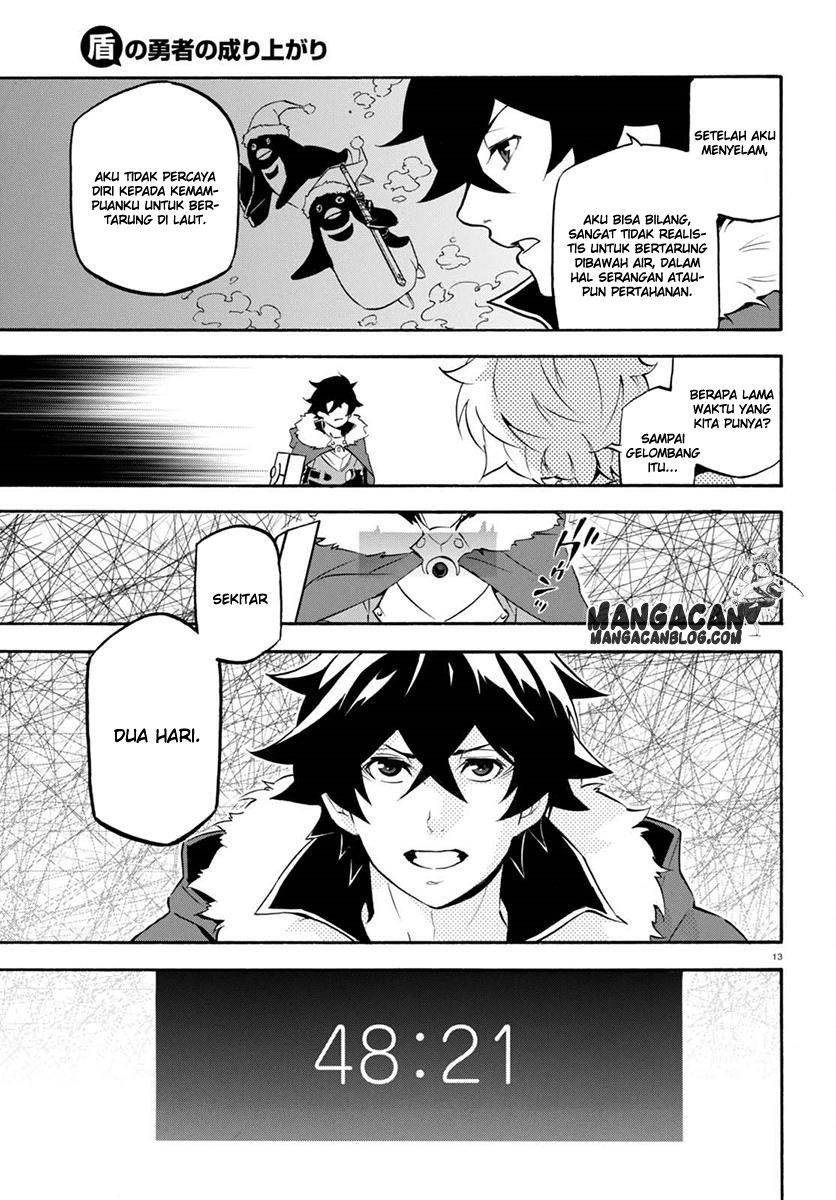 盾の勇者の成り上がり
SETELAH AKU
MENYELAM,
AKU BISA BILANG,
SANGAT TIDAK REALIS-
TIS UNTUK BERTARUNG
DIBAWAH AIR, DALAM
HAL SERANGAN ATAU-
PUN PERTAHANAN.
AKU TIDAK PERCAYA
DIRI KEPADA KEMAM-
PUANKU UNTUK BER-
TARUNG DI LAUT.
BERAPA LAMA
WAKTU YANG
KITA PUNYA?
SAMPAI
GELOMBANG
ITU...
SEKITAR
MANGACAN
MANGACANBLOG.COM
DUA HARI.
13
48:21